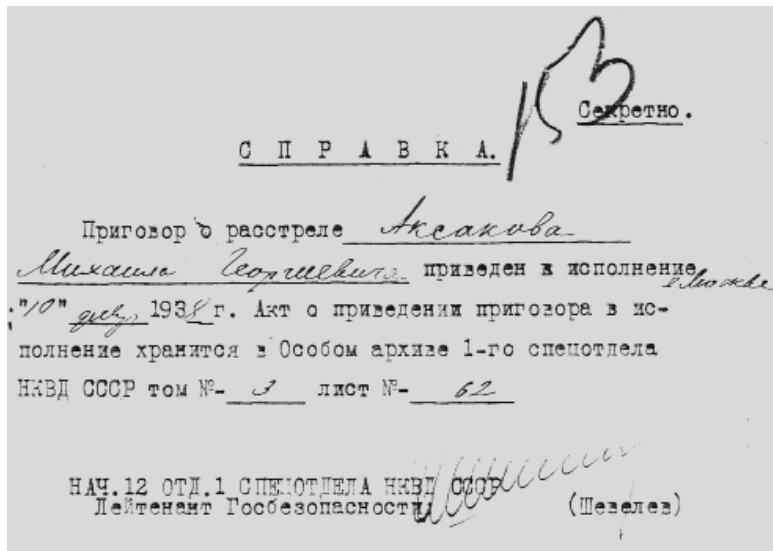 Секретно.
С П Р А В К А.
Приговор о расстреле Аксакова
Михаила Георгиевича приведен в исполнение в Москве
"10" февр. 1938 г. Акт о приведении приговора в ис-
полнение хранится в Особом архиве 1-го спецотдела
НКВД СССР том №- 3 лист №- 62
НАЧ.12 ОТД.1 СПЕЦОТДЕЛА НКВД СССР
Лейтенант Госбезопасности: (Шевелев)